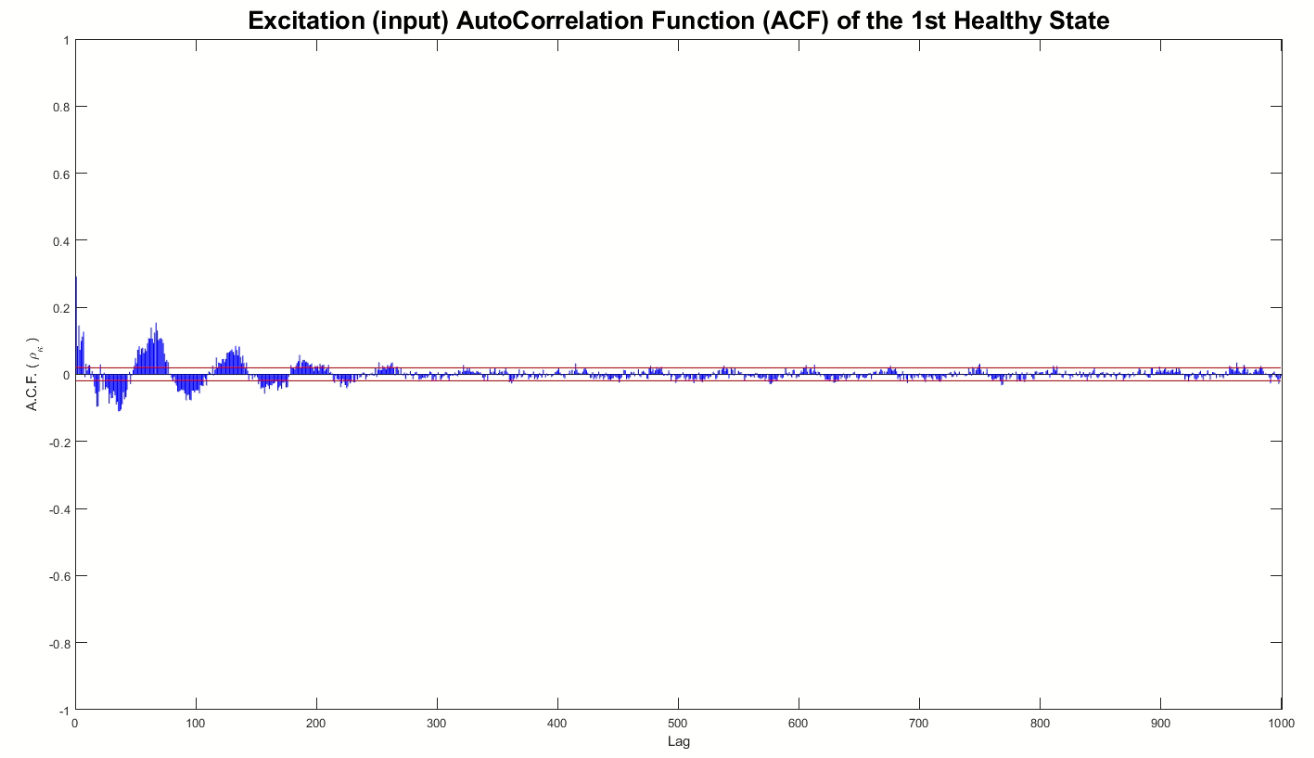 Excitation (input) AutoCorrelation Function (ACF) of the 1st Healthy State
1
0.8
0.6
0.4
0.2
0
-0.2
-0.4
-0.6
-0.8
-1
A.C.F. ( ρκ )
0 100 200 300 400 500 600 700 800 900 1000
Lag